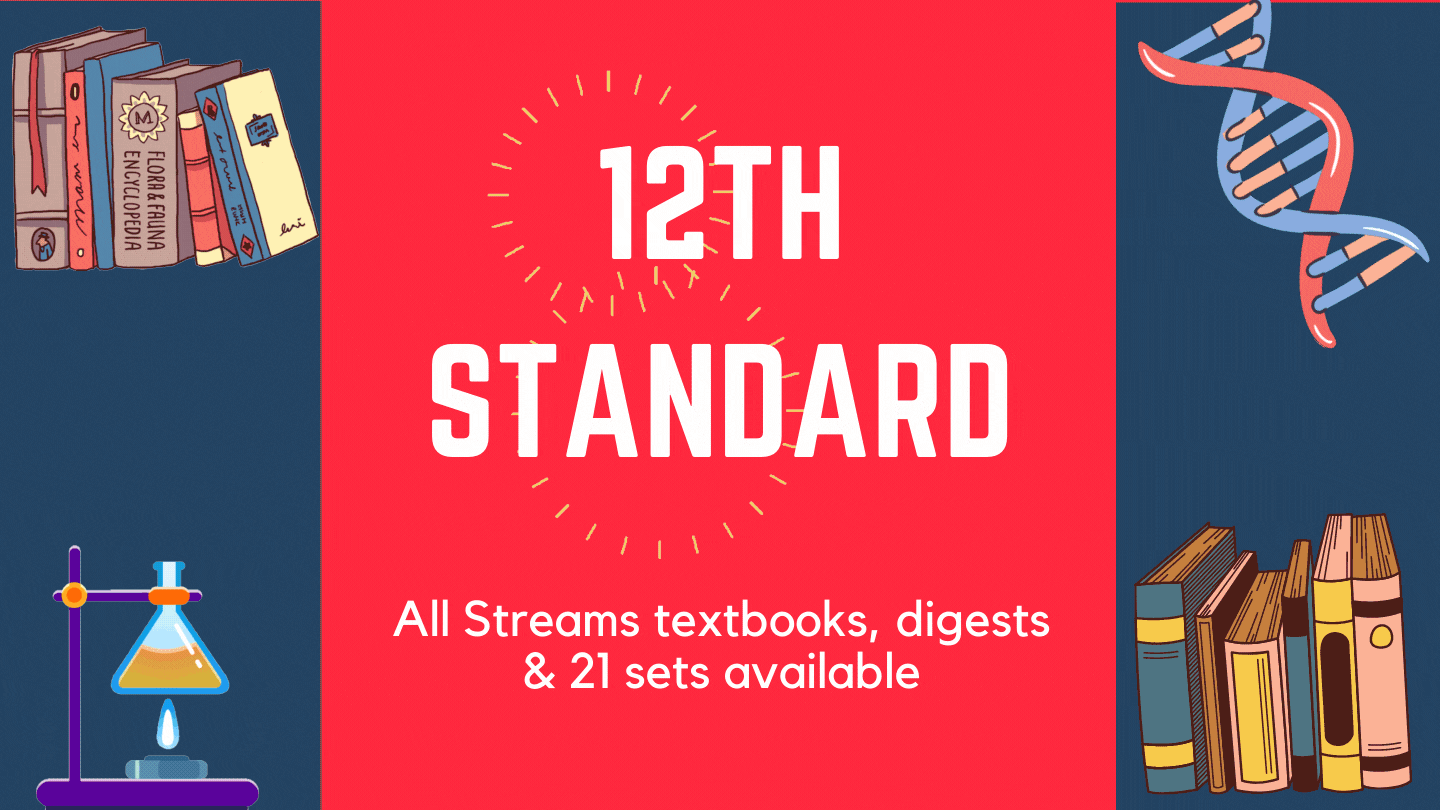 M
FLORA & FAUNA
ENCYCLOPEDIA
12TH
STANDARD
All Streams textbooks, digests
& 21 sets available